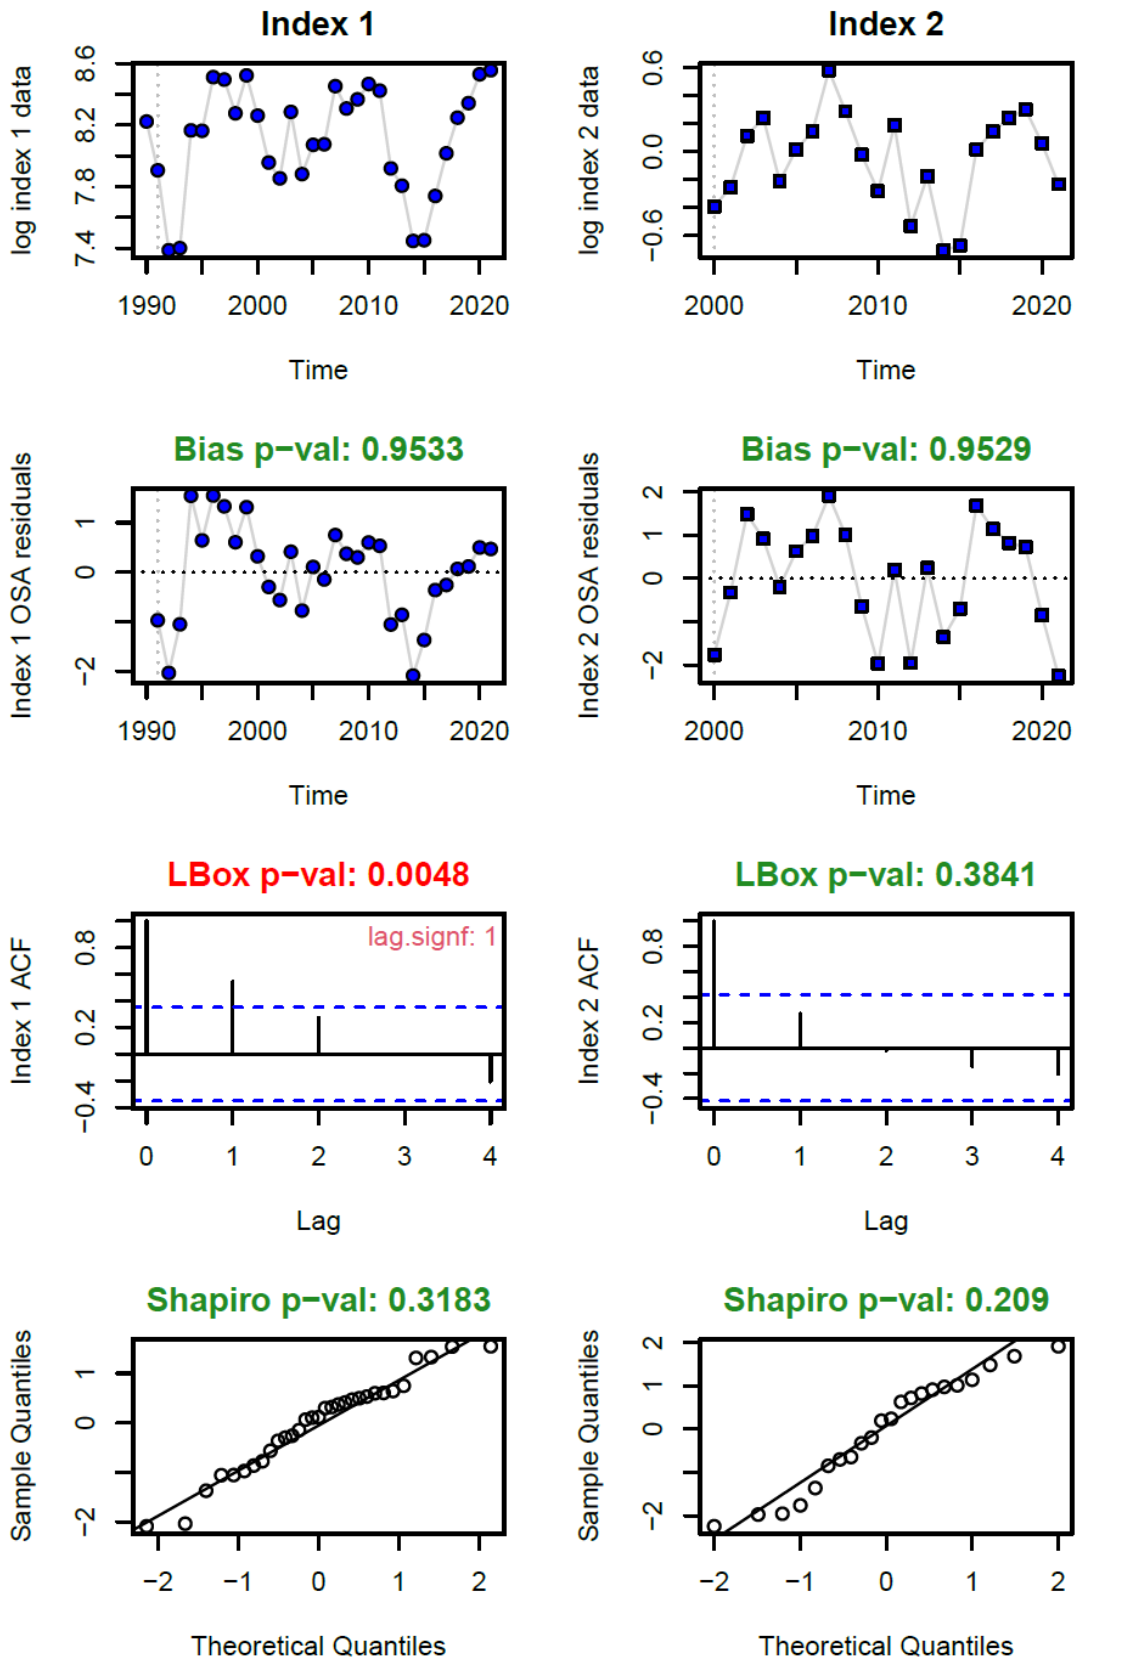 Index 1
log index 1 data
7.4 7.8 8.2 8.6
1990 2000 2010 2020
Time
Index 2
log index 2 data
−0.6 0.0 0.6
2000 2010 2020
Time
Bias p−val: 0.9533
Index 1 OSA residuals
−2 0 1
1990 2000 2010 2020
Time
Bias p−val: 0.9529
Index 2 OSA residuals
−2 0 1 2
2000 2010 2020
Time
LBox p−val: 0.0048
Index 1 ACF
−0.4 0.2 0.8
lag.signf: 1
0 1 2 3 4
Lag
LBox p−val: 0.3841
Index 2 ACF
−0.4 0.2 0.8
0 1 2 3 4
Lag
Shapiro p−val: 0.3183
Sample Quantiles
−2 0 1
−2 −1 0 1 2
Theoretical Quantiles
Shapiro p−val: 0.209
Sample Quantiles
−2 0 1 2
−2 −1 0 1 2
Theoretical Quantiles